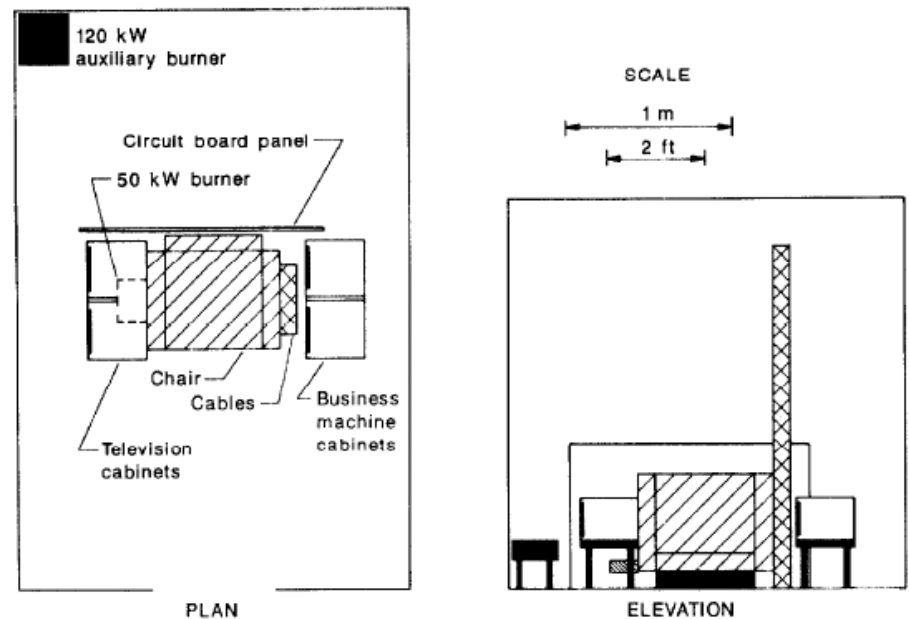 120 kW
auxiliary burner
Circuit board panel
50 kW burner
Chair
Cables
Business
machine
cabinets
Television
cabinets
PLAN
SCALE
1 m
2 ft
ELEVATION